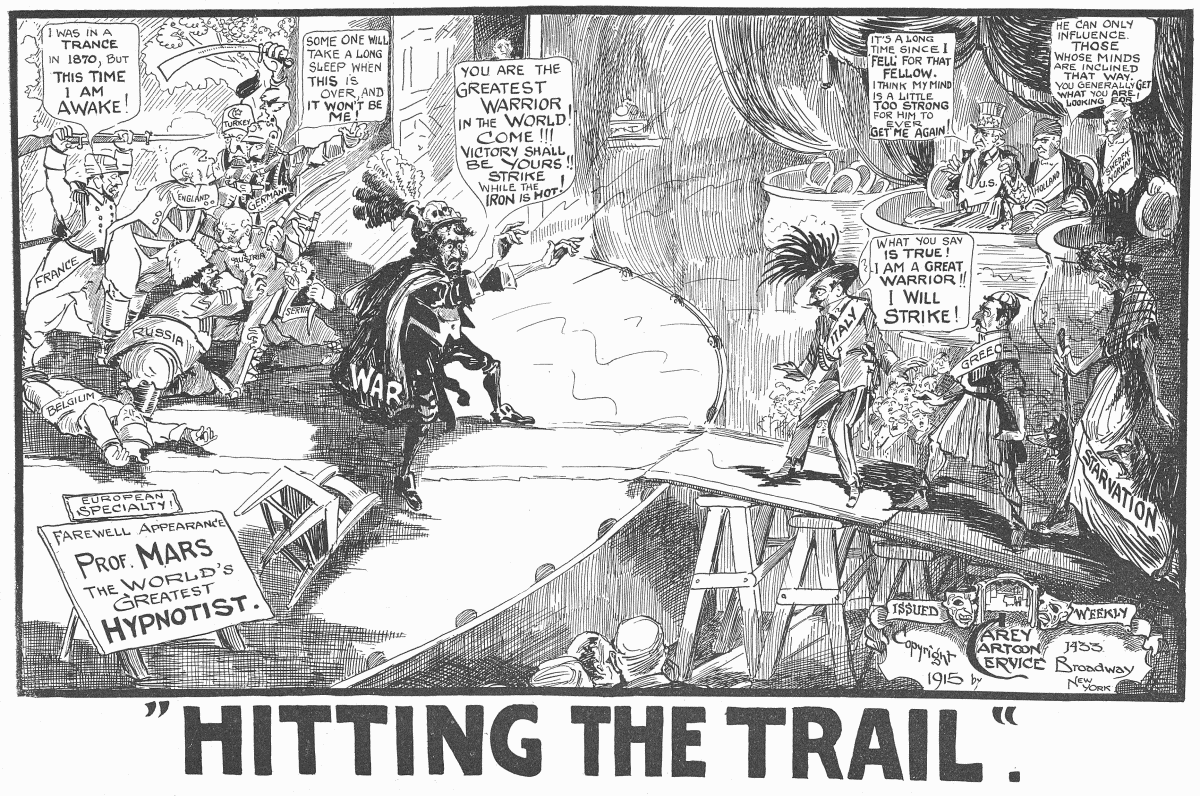 I WAS IN A
TRANCE
IN 1870, BUT
THIS TIME
I AM
AWAKE!
SOME ONE WILL
TAKE A LONG
SLEEP WHEN
THIS IS
OVER, AND
IT WON'T BE
ME!
YOU ARE THE
GREATEST
WARRIOR
IN THE WORLD!
COME!!!
VICTORY SHALL
BE YOURS!!
STRIKE
WHILE THE
IRON IS HOT!
IT'S A LONG
TIME SINCE I
FELL FOR THAT
FELLOW.
I THINK MY MIND
IS A LITTLE
TOO STRONG
FOR HIM TO
EVER
GET ME AGAIN!
HE CAN ONLY
INFLUENCE
THOSE
WHOSE MINDS
ARE INCLINED
THAT WAY.
YOU GENERALLY GET
WHAT YOU ARE
LOOKING FOR
TURKEY
ENGLAND
GERMANY
AUSTRIA
FRANCE
SERVIA
RUSSIA
BELGIUM
WAR
U.S.
HOLLAND
SWEDEN
NORWAY
WHAT YOU SAY
IS TRUE!
I AM A GREAT
WARRIOR!!
I WILL
STRIKE!
ITALY
GREECE
STARVATION
EUROPEAN
SPECIALTY!
FAREWELL APPEARANCE
PROF. MARS
THE WORLD'S
GREATEST
HYPNOTIST.
ISSUED WEEKLY
Copyright
1915 by
CAREY
CARTOON
SERVICE
1433
Broadway
NEW YORK
"HITTING THE TRAIL".